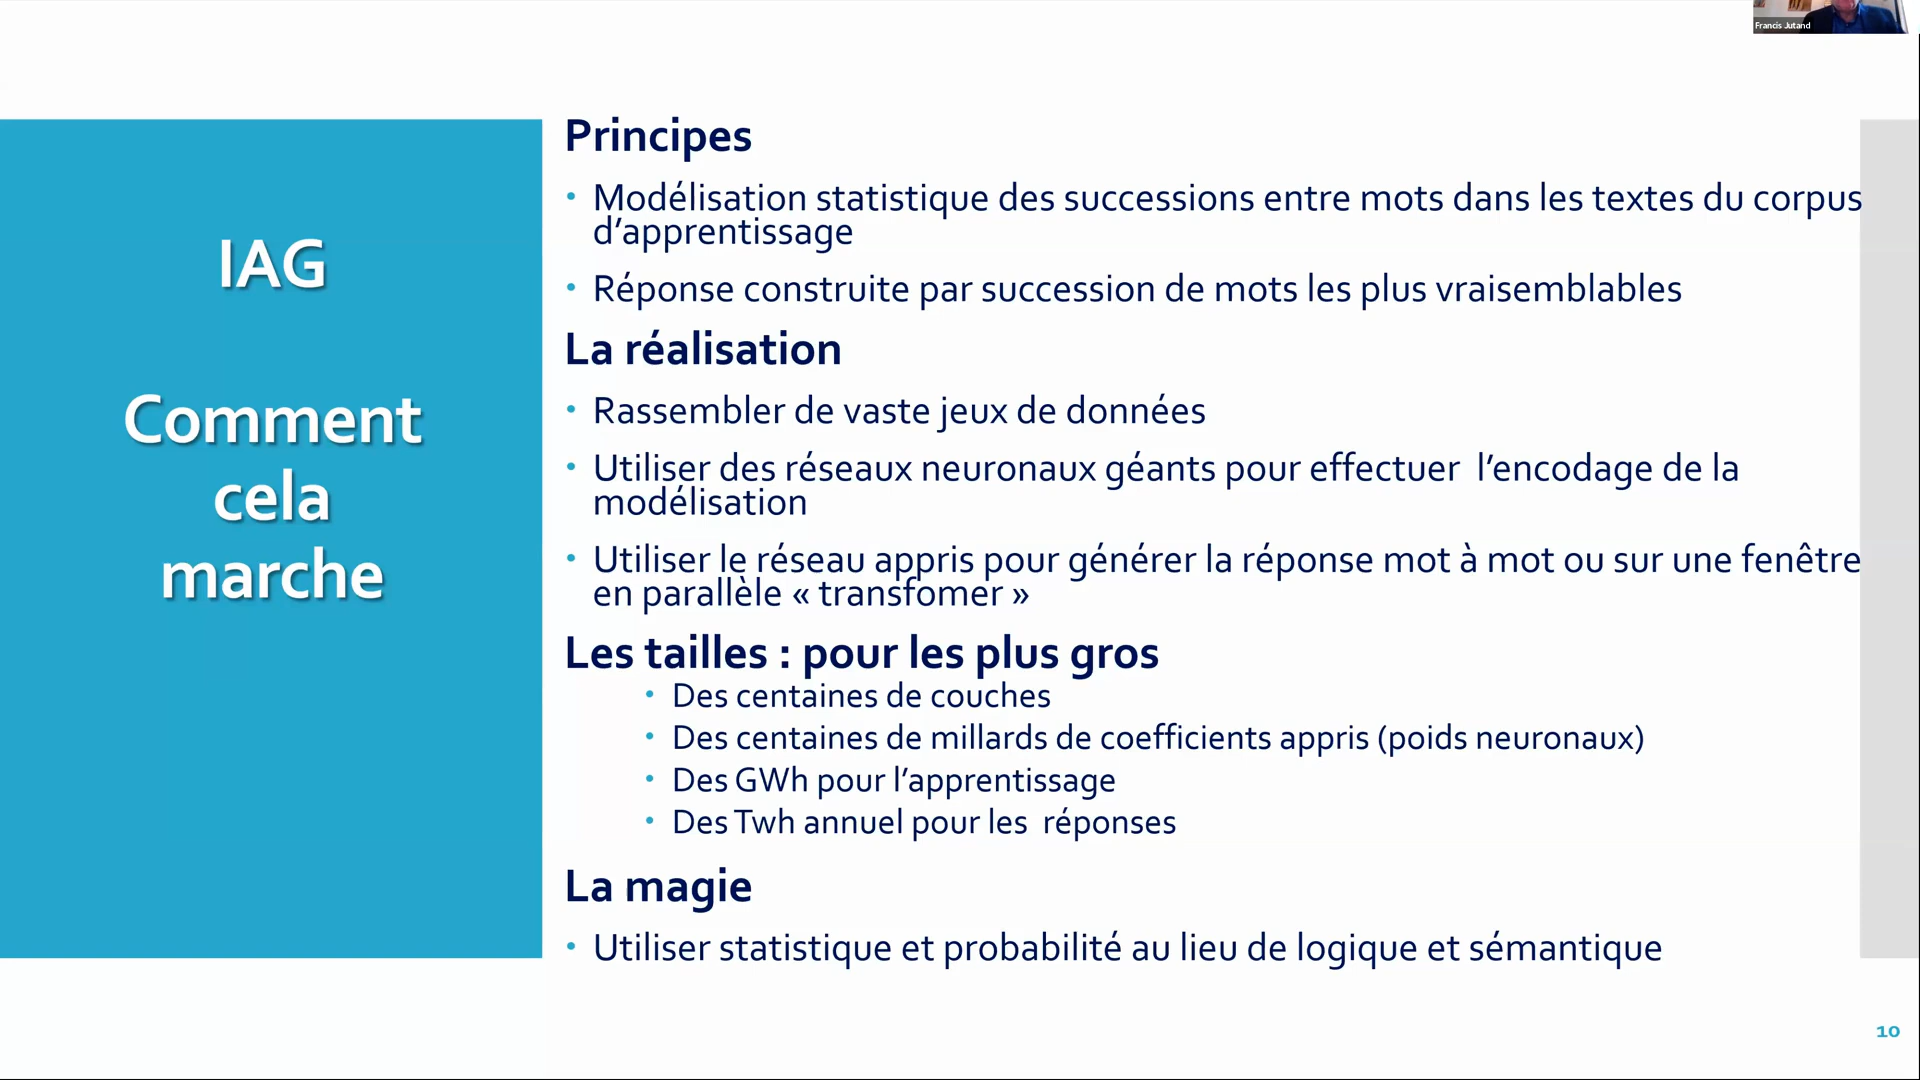 Francis Jutand
IAG
Comment
cela
marche
Principes
• Modélisation statistique des successions entre mots dans les textes du corpus
d’apprentissage
• Réponse construite par succession de mots les plus vraisemblables
La réalisation
• Rassembler de vaste jeux de données
• Utiliser des réseaux neuronaux géants pour effectuer  l’encodage de la
modélisation
• Utiliser le réseau appris pour générer la réponse mot à mot ou sur une fenêtre
en parallèle « transfomer »
Les tailles : pour les plus gros
• Des centaines de couches
• Des centaines de millards de coefficients appris (poids neuronaux)
• Des GWh pour l’apprentissage
• Des Twh annuel pour les  réponses
La magie
• Utiliser statistique et probabilité au lieu de logique et sémantique
10